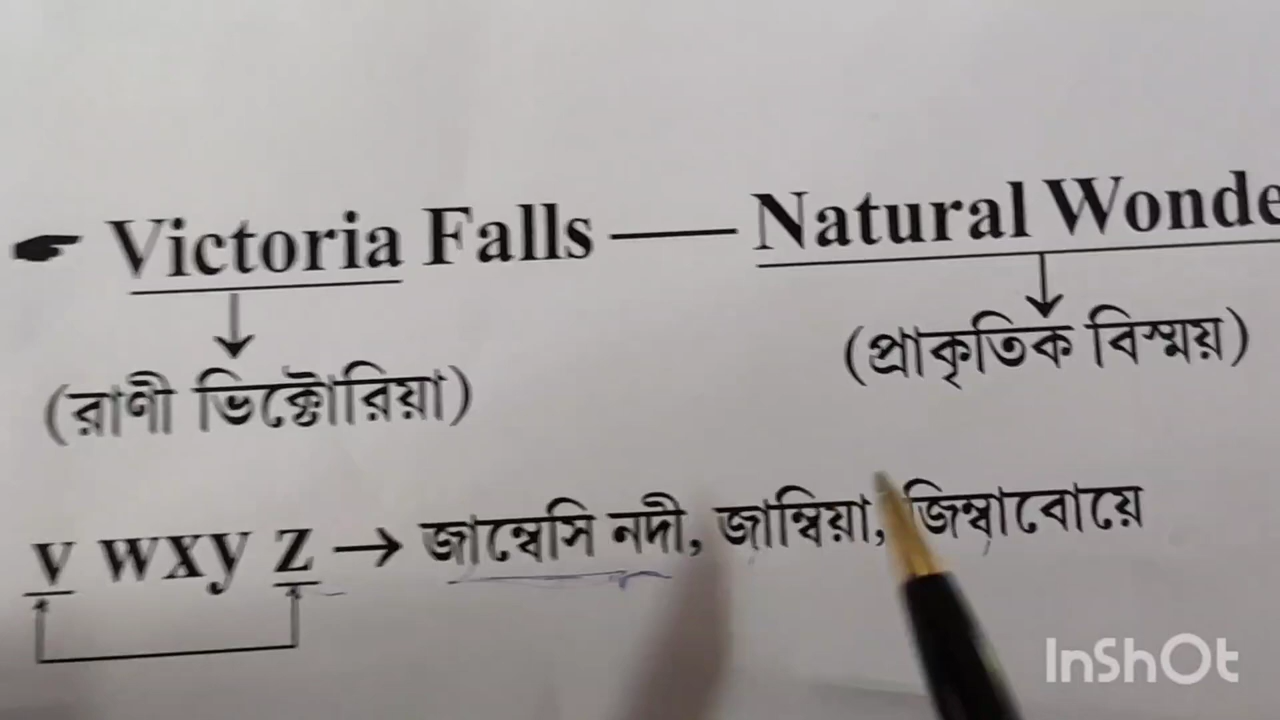 Victoria Falls — Natural Wonde
(রাণী ভিক্টোরিয়া) (প্রাকৃতিক বিস্ময়)
v wxy z → জাম্বেসি নদী, জাম্বিয়া, জিম্বাবোয়ে
InShOt